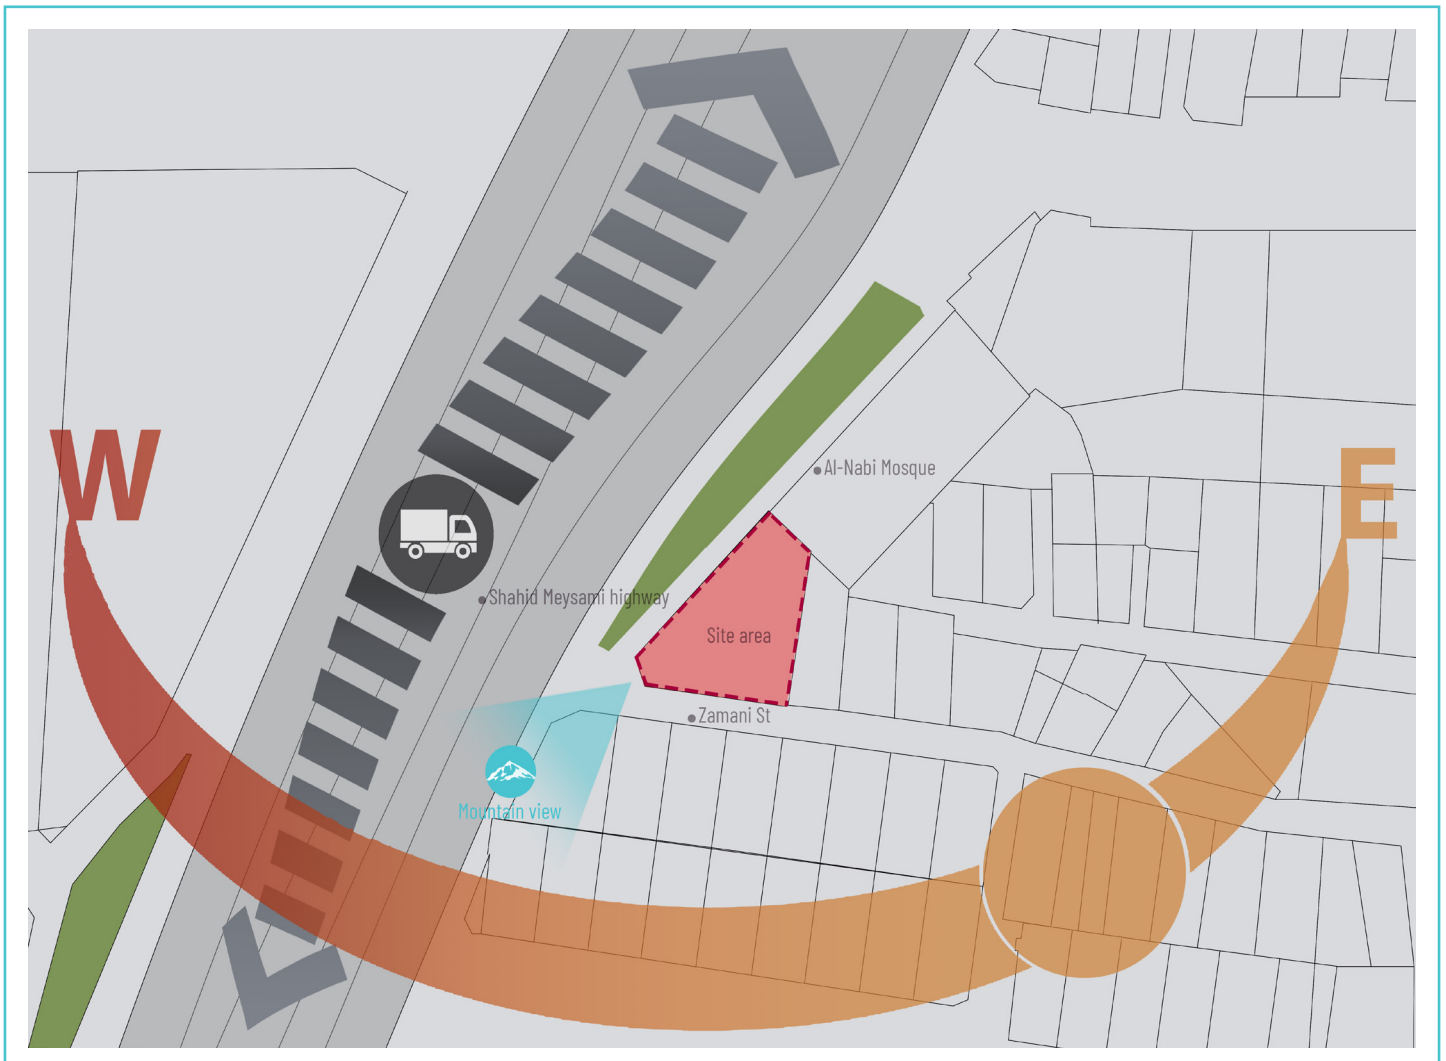 W
E
Al-Nabi Mosque
Shahid Meysami highway
Site area
Zamani St
Mountain view